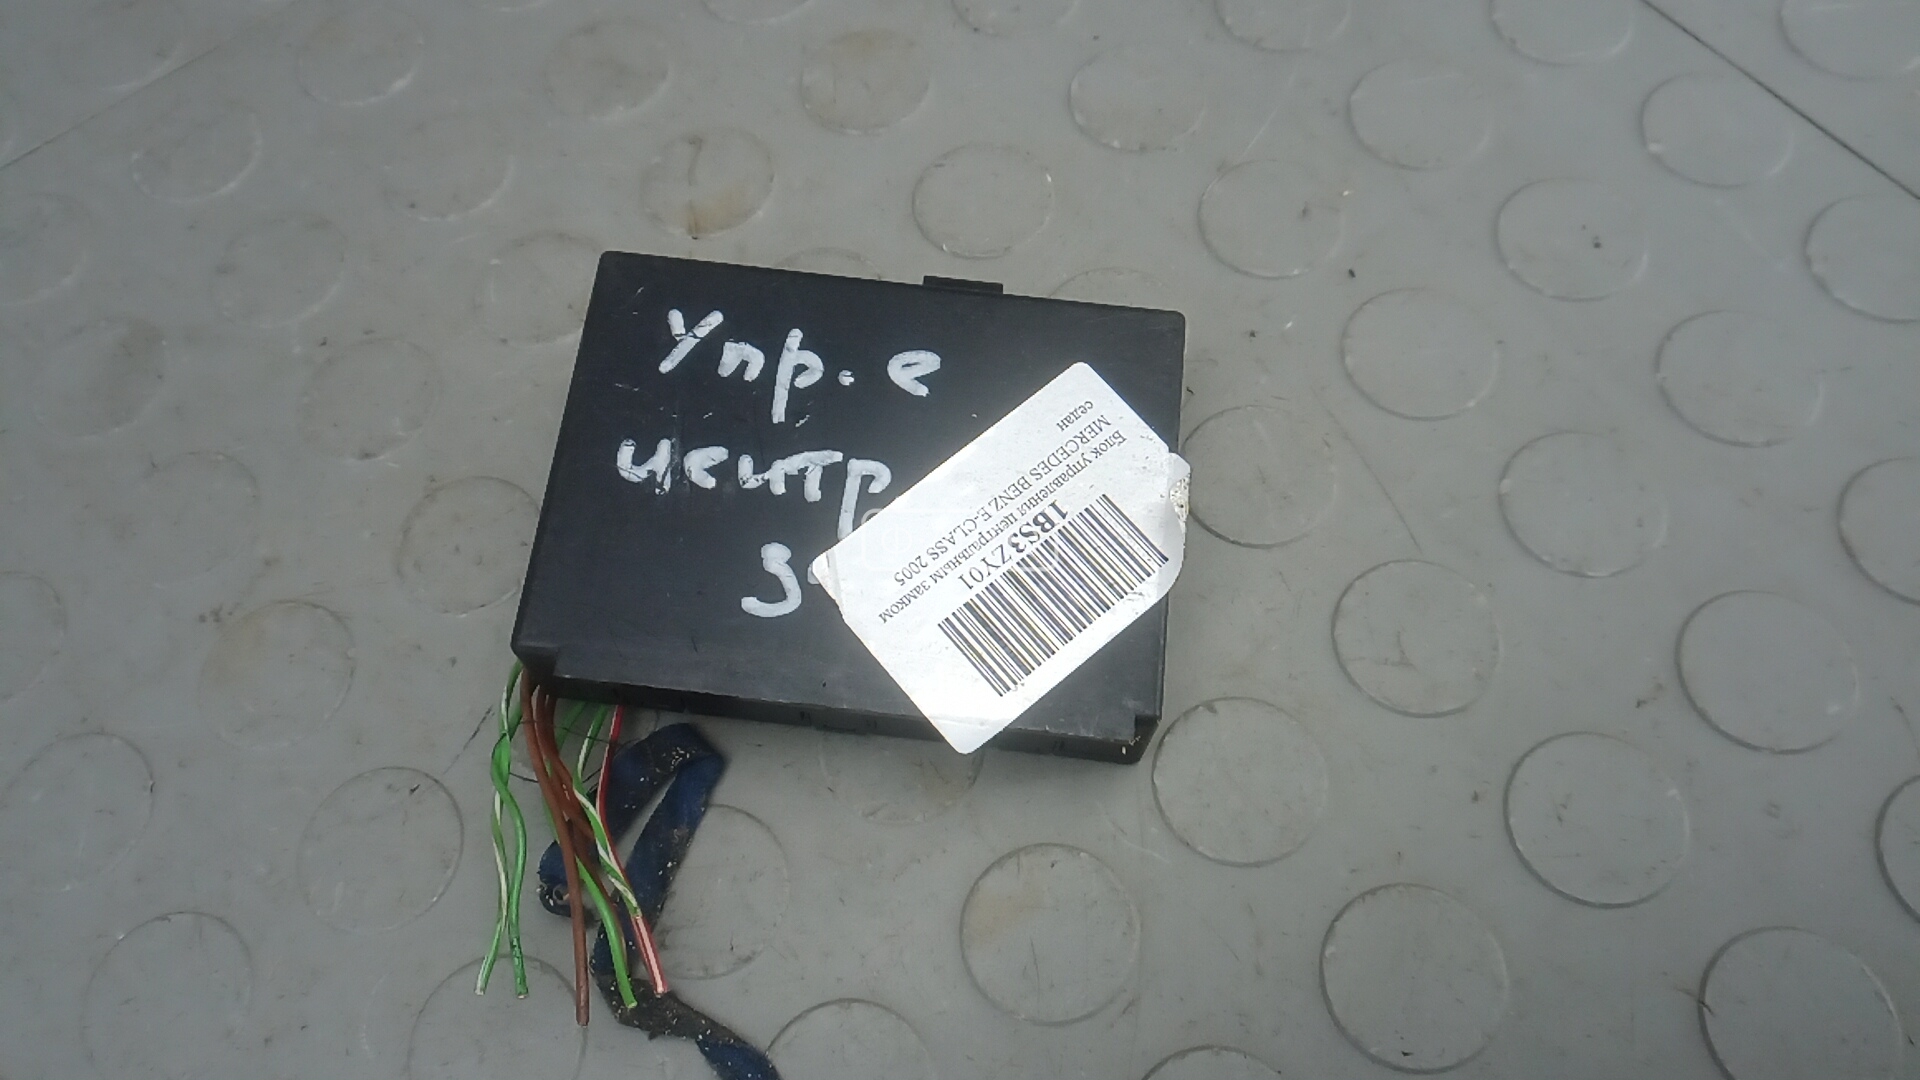 Упр. е
центр
з
Блок управления центральным замком
MERCEDES BENZ E-CLASS 2005
седан
1BS3ZY01